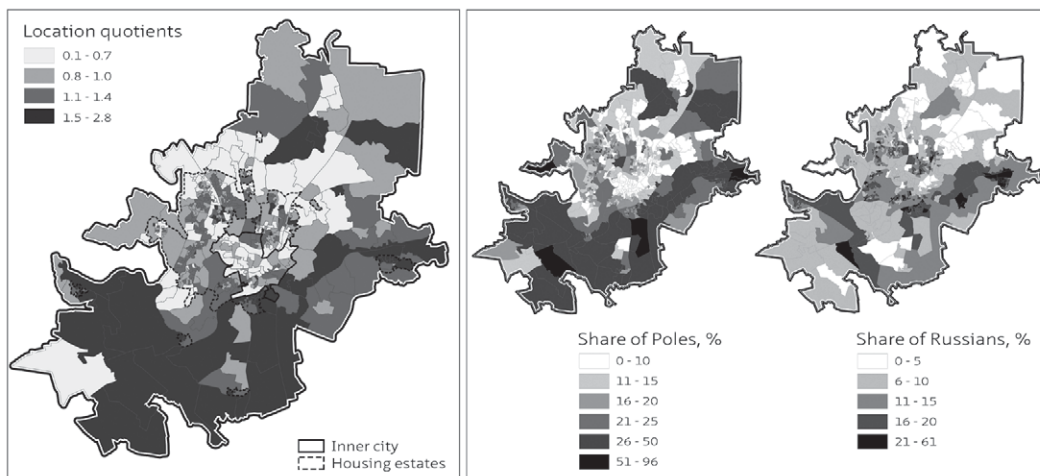 Location quotients
0.1 - 0.7
0.8 - 1.0
1.1 - 1.4
1.5 - 2.8
Inner city
Housing estates
Share of Poles, %
0 - 10
11 - 15
16 - 20
21 - 25
26 - 50
51 - 96
Share of Russians, %
0 - 5
6 - 10
11 - 15
16 - 20
21 - 61